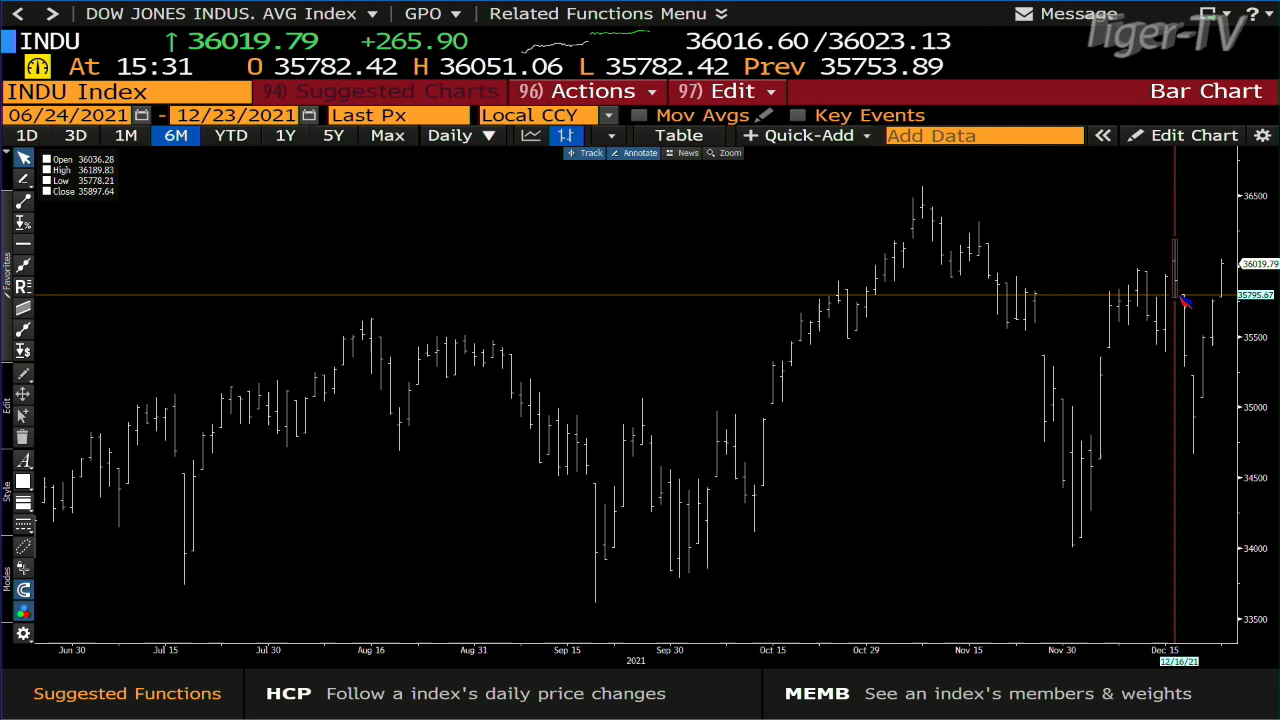 DOW JONES INDUS. AVG Index GPO Related Functions Menu Message ?
Tiger-TV
INDU ↑ 36019.79 +265.90 36016.60 /36023.13
At 15:31 O 35782.42 H 36051.06 L 35782.42 Prev 35753.89
INDU Index 94) Suggested Charts 96) Actions 97) Edit Bar Chart
06/24/2021 - 12/23/2021 Last Px Local CCY Mov Avgs Key Events
1D 3D 1M 6M YTD 1Y 5Y Max Daily Table + Quick-Add Add Data « Edit Chart
Track Annotate News Zoom
Open 36036.28
High 36189.83
Low 35778.21
Close 35897.64
36500
36019.79
35795.67
35500
35000
34500
34000
33500
Favorites
Edit
Style
Modes
Jun 30 Jul 15 Jul 30 Aug 16 Aug 31 Sep 15 Sep 30 Oct 15 Oct 29 Nov 15 Nov 30 Dec 15
2021
12/16/21
Suggested Functions HCP Follow a index's daily price changes MEMB See an index's members & weights